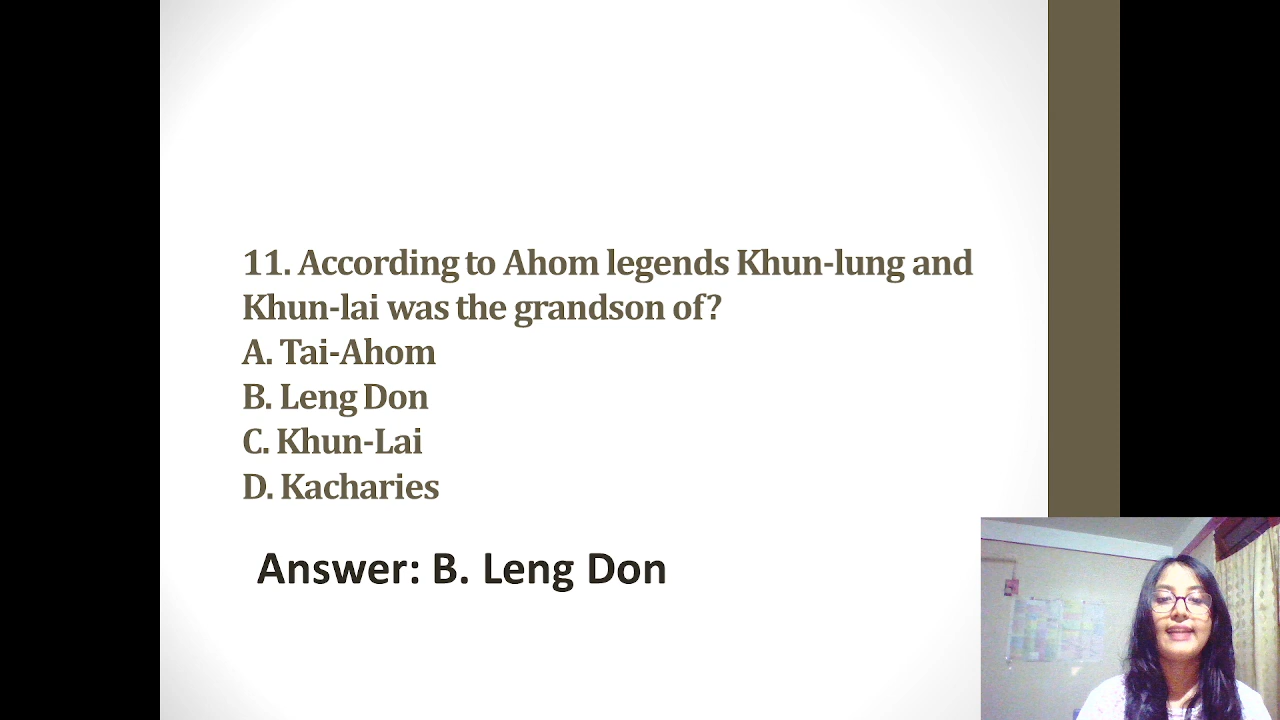 11. According to Ahom legends Khun-lung and
Khun-lai was the grandson of?
A. Tai-Ahom
B. Leng Don
C. Khun-Lai
D. Kacharies
Answer: B. Leng Don